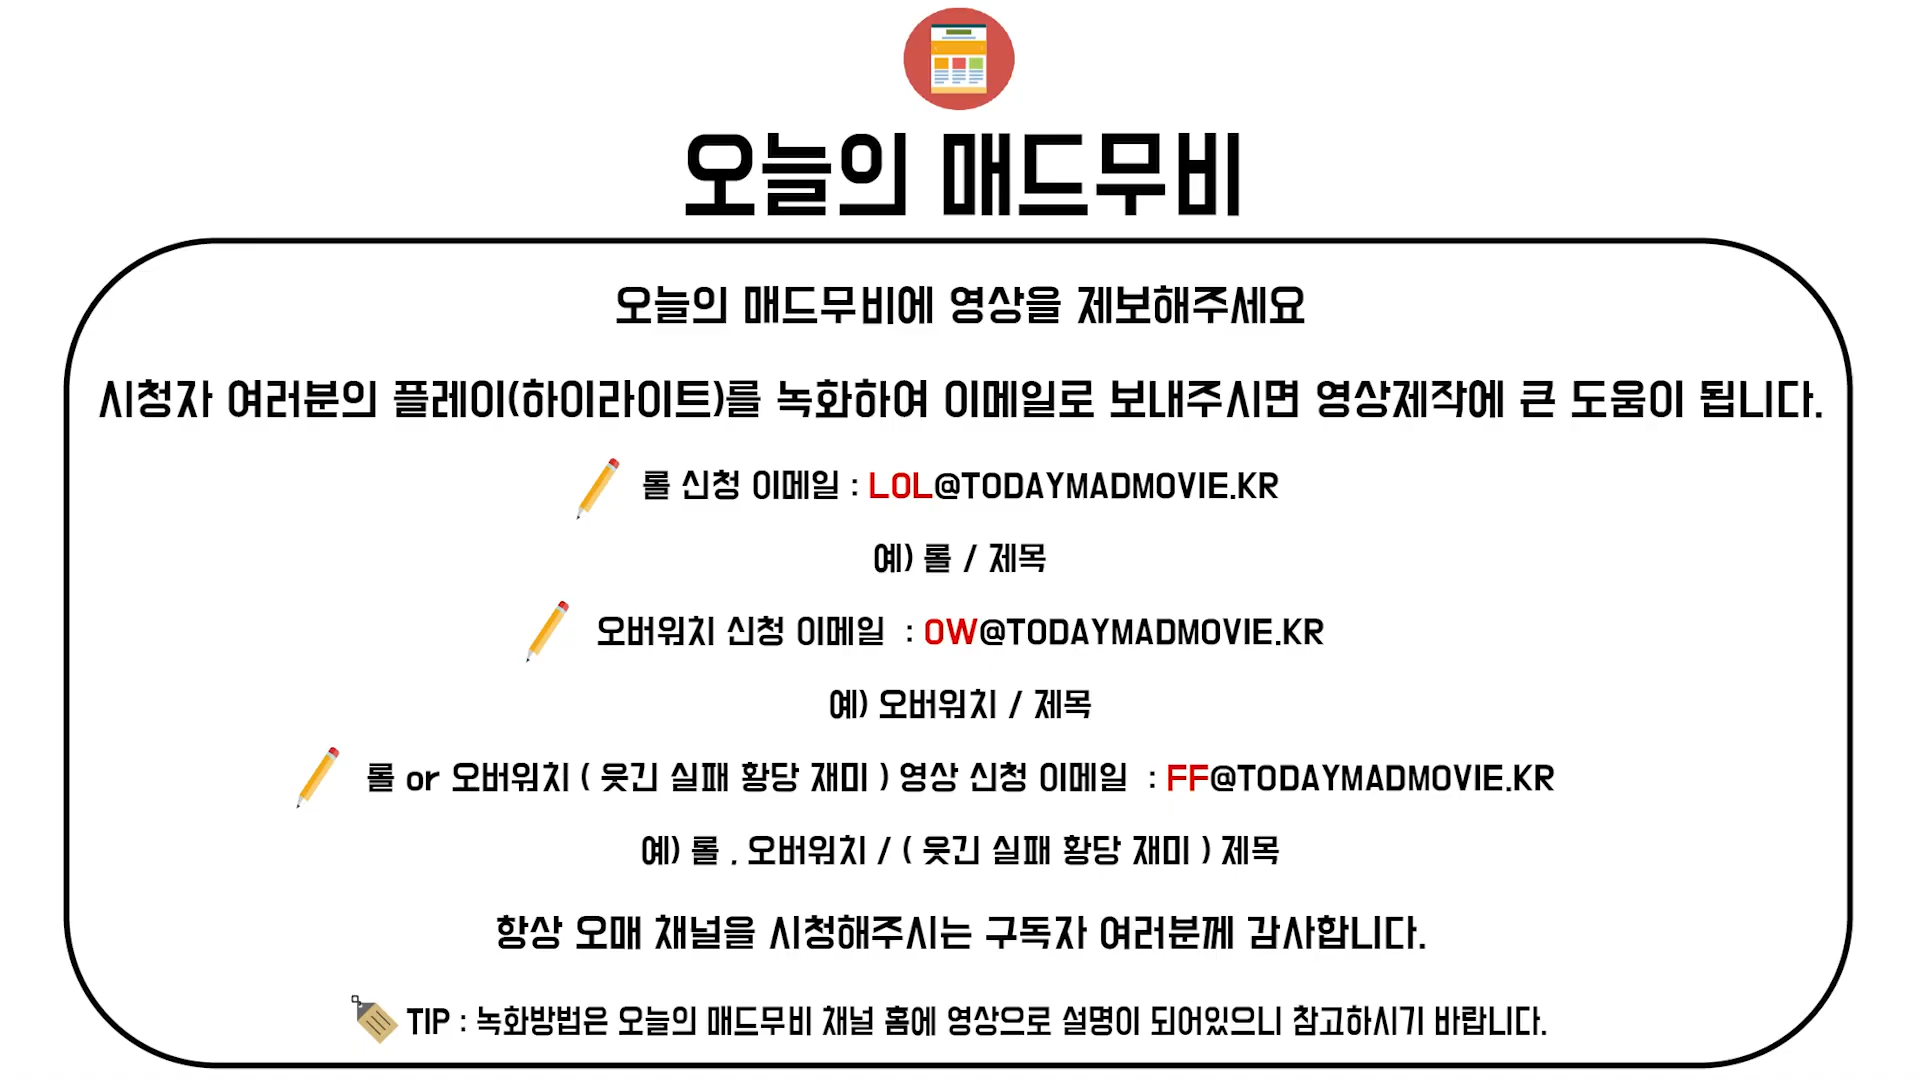 오늘의 매드무비
오늘의 매드무비에 영상을 제보해주세요
시청자 여러분의 플레이(하이라이트)를 녹화하여 이메일로 보내주시면 영상제작에 큰 도움이 됩니다.
롤 신청 이메일 : LOL@TODAYMADMOVIE.KR
예) 롤 / 제목
오버워치 신청 이메일 : OW@TODAYMADMOVIE.KR
예) 오버워치 / 제목
롤 or 오버워치 ( 웃긴 실패 황당 재미 ) 영상 신청 이메일 : FF@TODAYMADMOVIE.KR
예) 롤 . 오버워치 / ( 웃긴 실패 황당 재미 ) 제목
항상 오매 채널을 시청해주시는 구독자 여러분께 감사합니다.
TIP : 녹화방법은 오늘의 매드무비 채널 홈에 영상으로 설명이 되어있으니 참고하시기 바랍니다.